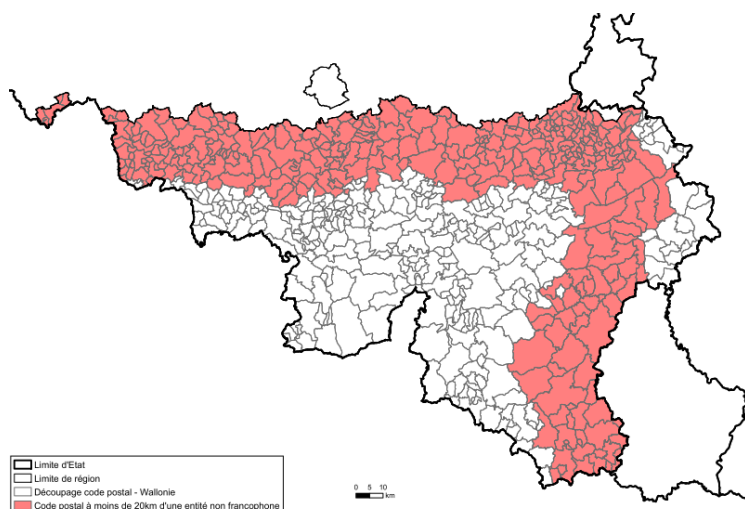 Limite d'Etat
Limite de région
Découpage code postal - Wallonie
Code postal à moins de 20km d'une entité non francophone
0 5 10
km